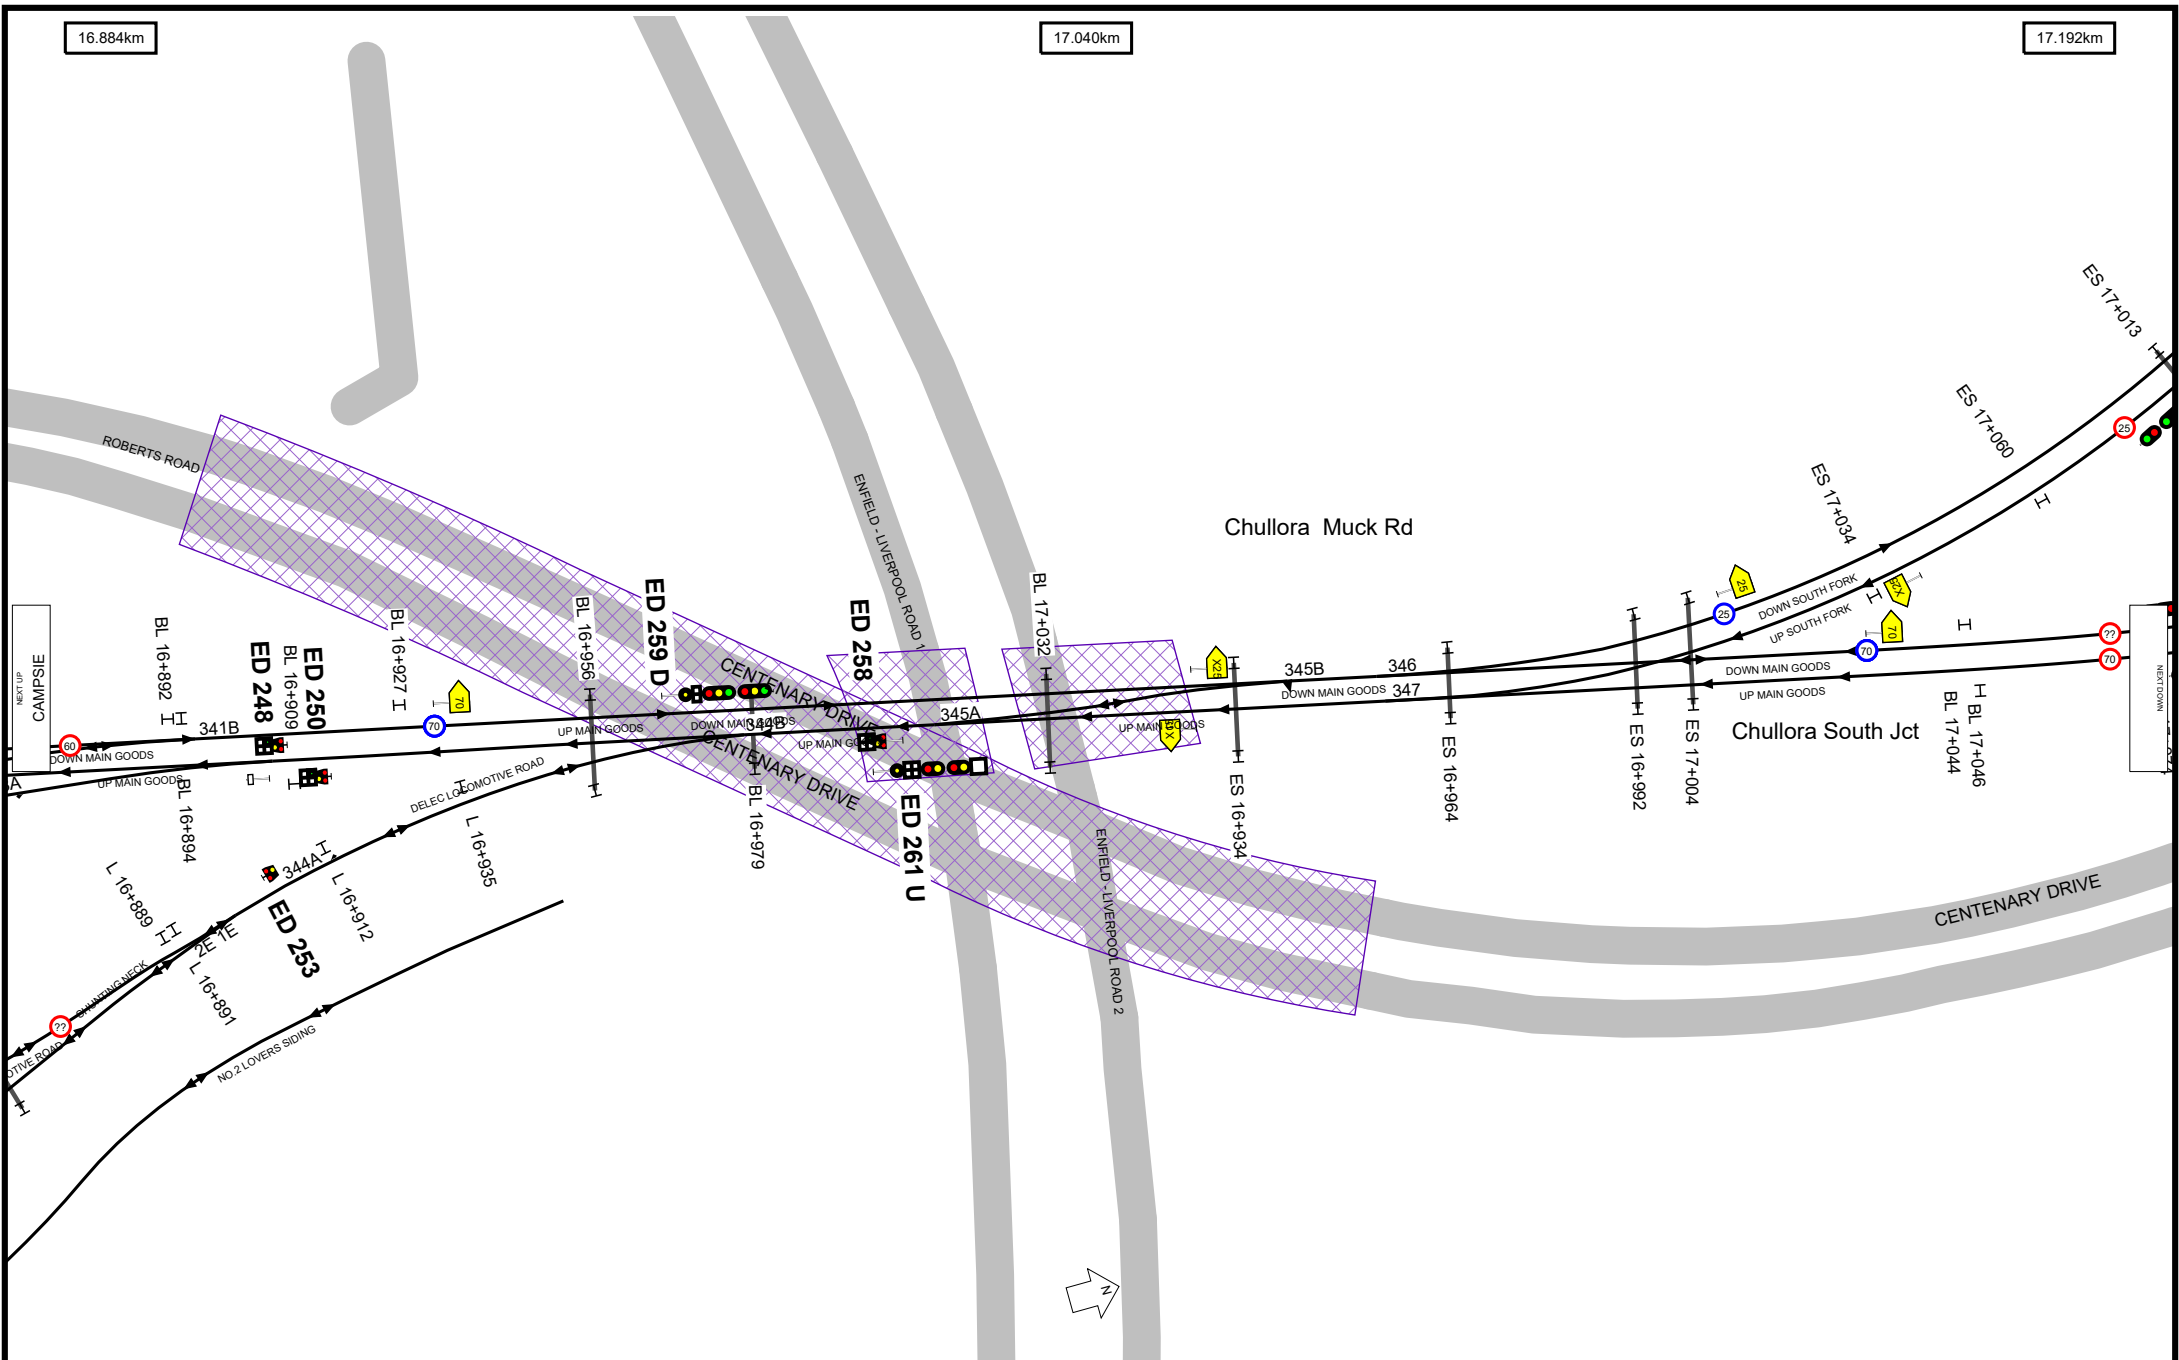 16.884km
17.040km
17.192km
ES 17+013
ES 17+060
ES 17+034
ROBERTS ROAD
ENFIELD - LIVERPOOL ROAD 1
Chullora Muck Rd
NEXT UP
CAMPSIE
BL 16+892
ED 248
BL 16+909
ED 250
BL 16+927
BL 16+956
ED 259 D
ED 258
BL 17+032
25
25
X25
25
DOWN SOUTH FORK
UP SOUTH FORK
70
70
??
70
DOWN MAIN GOODS
UP MAIN GOODS
Chullora South Jct
BL 17+044
BL 17+046
NEXT DOWN
60
341B
70
70
DOWN MAIN GOODS
UP MAIN GOODS
UP MAIN GOODS
DOWN MAIN GOODS
344B
UP MAIN GOODS
CENTENARY DRIVE
CENTENARY DRIVE
345A
UP MAIN GOODS
X25
345B
DOWN MAIN GOODS
346
347
BL 16+894
DELEC LOCOMOTIVE ROAD
L 16+935
BL 16+979
ED 261 U
ES 16+934
ES 16+964
ES 16+992
ES 17+004
L 16+889
344A
L 16+912
ED 253
2E 1E
L 16+891
SHUNTING NECK
??
OTIVE ROAD
NO.2 LOVERS SIDING
ENFIELD - LIVERPOOL ROAD 2
CENTENARY DRIVE
N